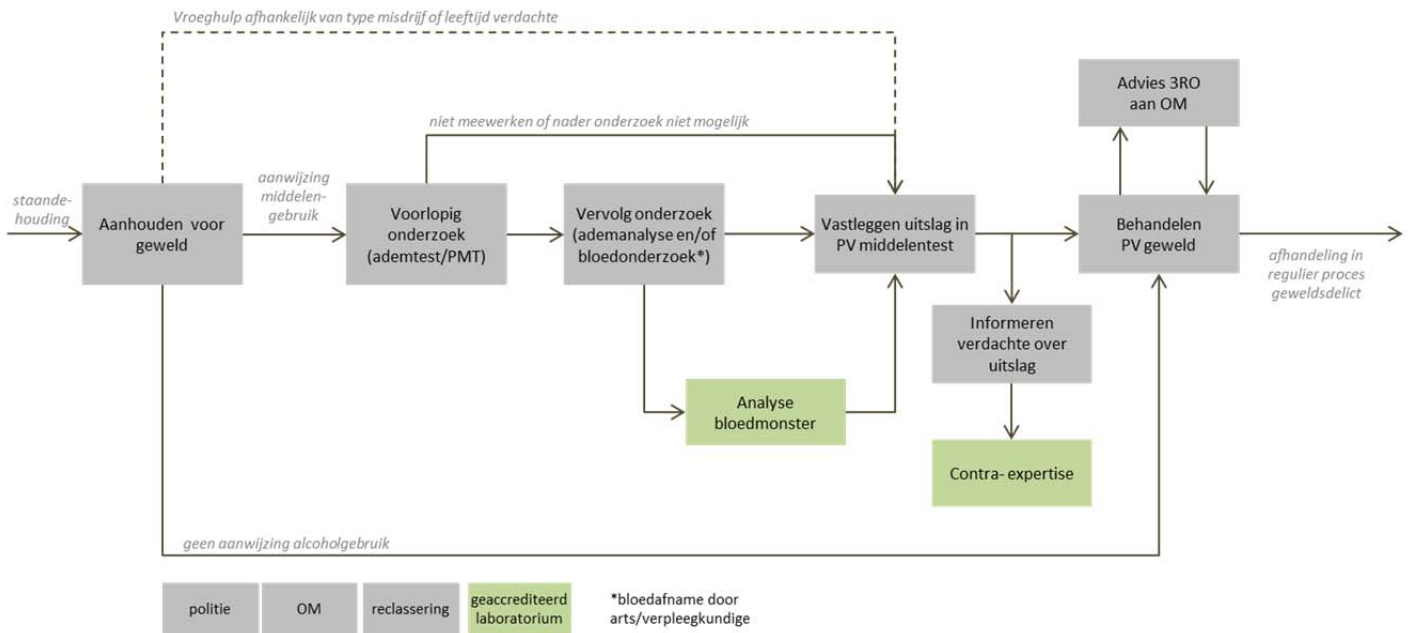 Vroeghulp afhankelijk van type misdrijf of leeftijd verdachte
Advies 3RO
aan OM
niet meewerken of nader onderzoek niet mogelijk
staande-
houding
Aanhouden voor
geweld
aanwijzing
middelen-
gebruik
Voorlopig
onderzoek
(ademtest/PMT)
Vervolg onderzoek
(ademanalyse en/of
bloedonderzoek*)
Vastleggen uitslag in
PV middelentest
Behandelen
PV geweld
afhandeling in
regulier proces
geweldsdelict
Informeren
verdachte over
uitslag
Analyse
bloedmonster
Contra- expertise
geen aanwijzing alcoholgebruik
politie
OM
reclassering
geaccrediteerd
laboratorium
*bloedafname door
arts/verpleegkundige